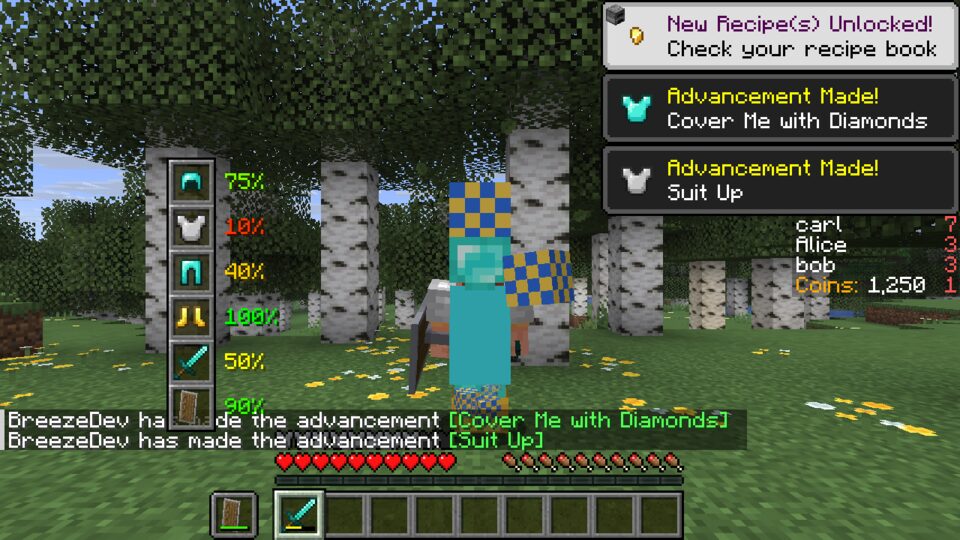 New Recipe(s) Unlocked!
Check your recipe book
Advancement Made!
Cover Me with Diamonds
Advancement Made!
Suit Up
carl 7
Alice 3
bob 3
Coins: 1,250 1
75%
10%
40%
100%
50%
90%
BreezeDev ha de the advancement [Cover Me with Diamonds]
BreezeDev has made the advancement [Suit Up]